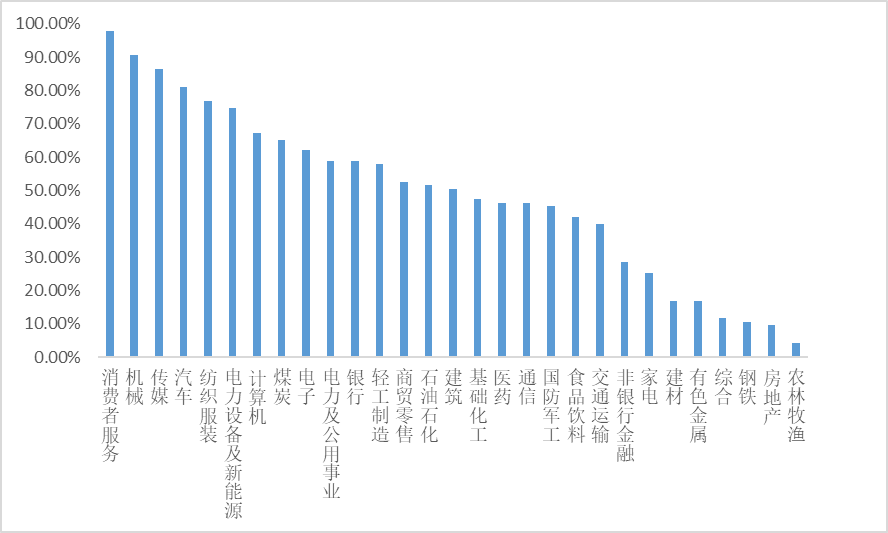 100.00%
90.00%
80.00%
70.00%
60.00%
50.00%
40.00%
30.00%
20.00%
10.00%
0.00%
消费者服务
机械
传媒
汽车
纺织服装
电力设备及新能源
计算机
煤炭
电子
电力及公用事业
银行
轻工制造
商贸零售
石油石化
建筑
基础化工
医药
通信
国防军工
食品饮料
交通运输
非银行金融
家电
建材
有色金属
综合
钢铁
房地产
农林牧渔